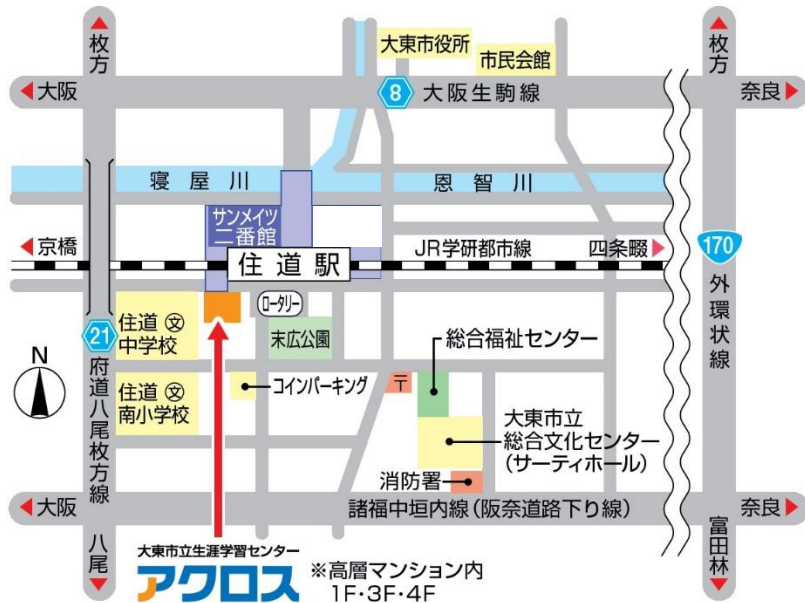 枚方
枚方
大東市役所
市民会館
大阪
8
大阪生駒線
奈良
寝屋川
恩智川
サンメイツ
二番館
京橋
住道駅
JR学研都市線
四条畷
170
外環状線
ロータリー
21
住道 文
中学校
末広公園
総合福祉センター
N
府道八尾枚方線
住道 文
南小学校
コインパーキング
〒
大東市立
総合文化センター
(サーティホール)
消防署
大阪
諸福中垣内線(阪奈道路下り線)
奈良
八尾
富田林
大東市立生涯学習センター
アクロス
※高層マンション内
1F・3F・4F